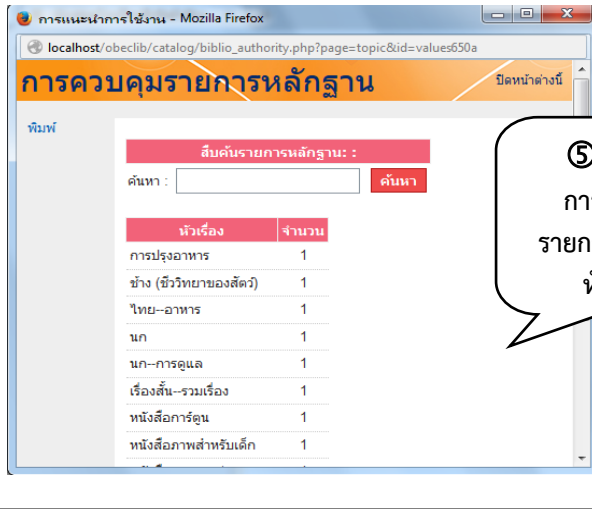 การแนะนำการใช้งาน - Mozilla Firefox
localhost/obeclib/catalog/biblio_authority.php?page=topic&id=values650a
การควบคุมรายการหลักฐาน
ปิดหน้าต่างนี้
พิมพ์
สืบค้นรายการหลักฐาน: :
ค้นหา :
ค้นหา
หัวเรื่อง จำนวน
การปรุงอาหาร 1
ช้าง (ชีววิทยาของสัตว์) 1
ไทย--อาหาร 1
นก 1
นก--การดูแล 1
เรื่องสั้น--รวมเรื่อง 1
หนังสือการ์ตูน 1
หนังสือภาพสำหรับเด็ก 1
⑤